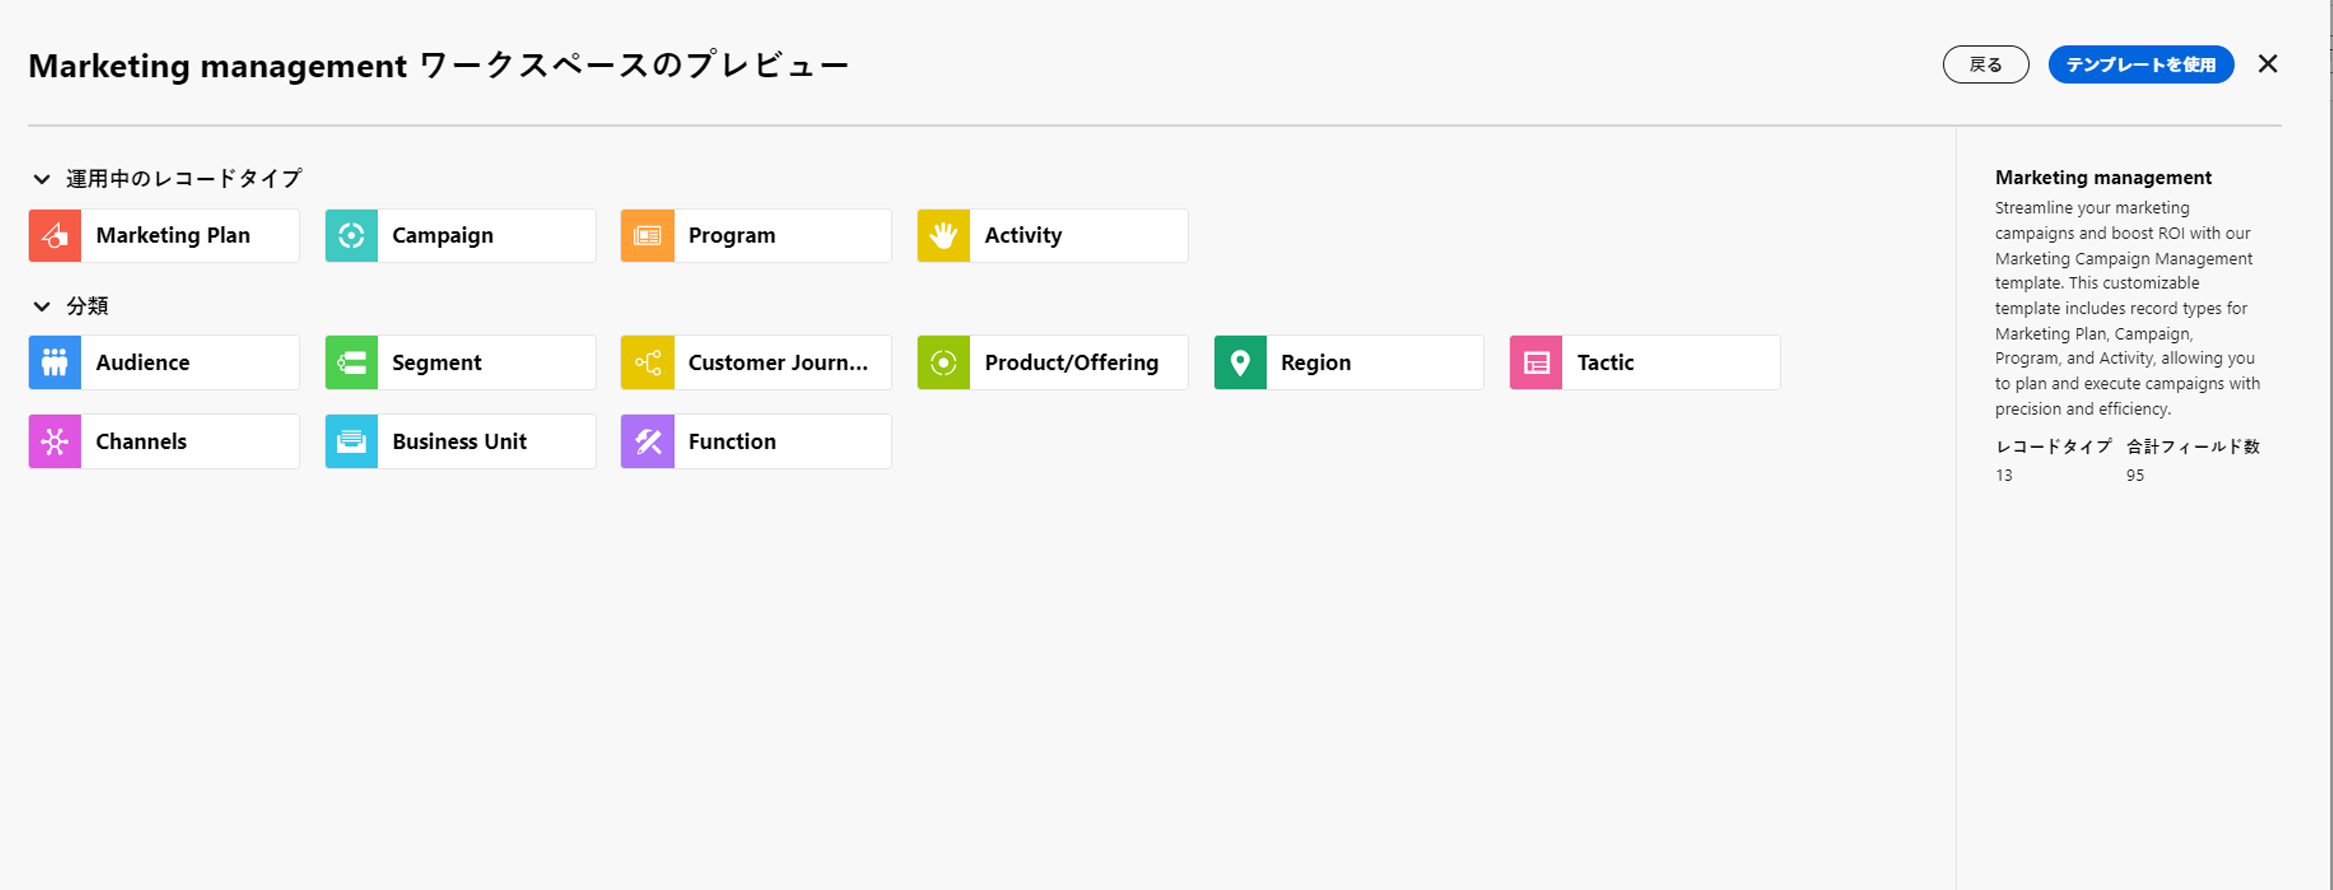 Marketing management ワークスペースのプレビュー
戻る
テンプレートを使用
運用中のレコードタイプ
Marketing Plan
Campaign
Program
Activity
分類
Audience
Segment
Customer Journ...
Product/Offering
Region
Tactic
Channels
Business Unit
Function
Marketing management
Streamline your marketing
campaigns and boost ROI with our
Marketing Campaign Management
template. This customizable
template includes record types for
Marketing Plan, Campaign,
Program, and Activity, allowing you
to plan and execute campaigns with
precision and efficiency.
レコードタイプ 合計フィールド数
13 95